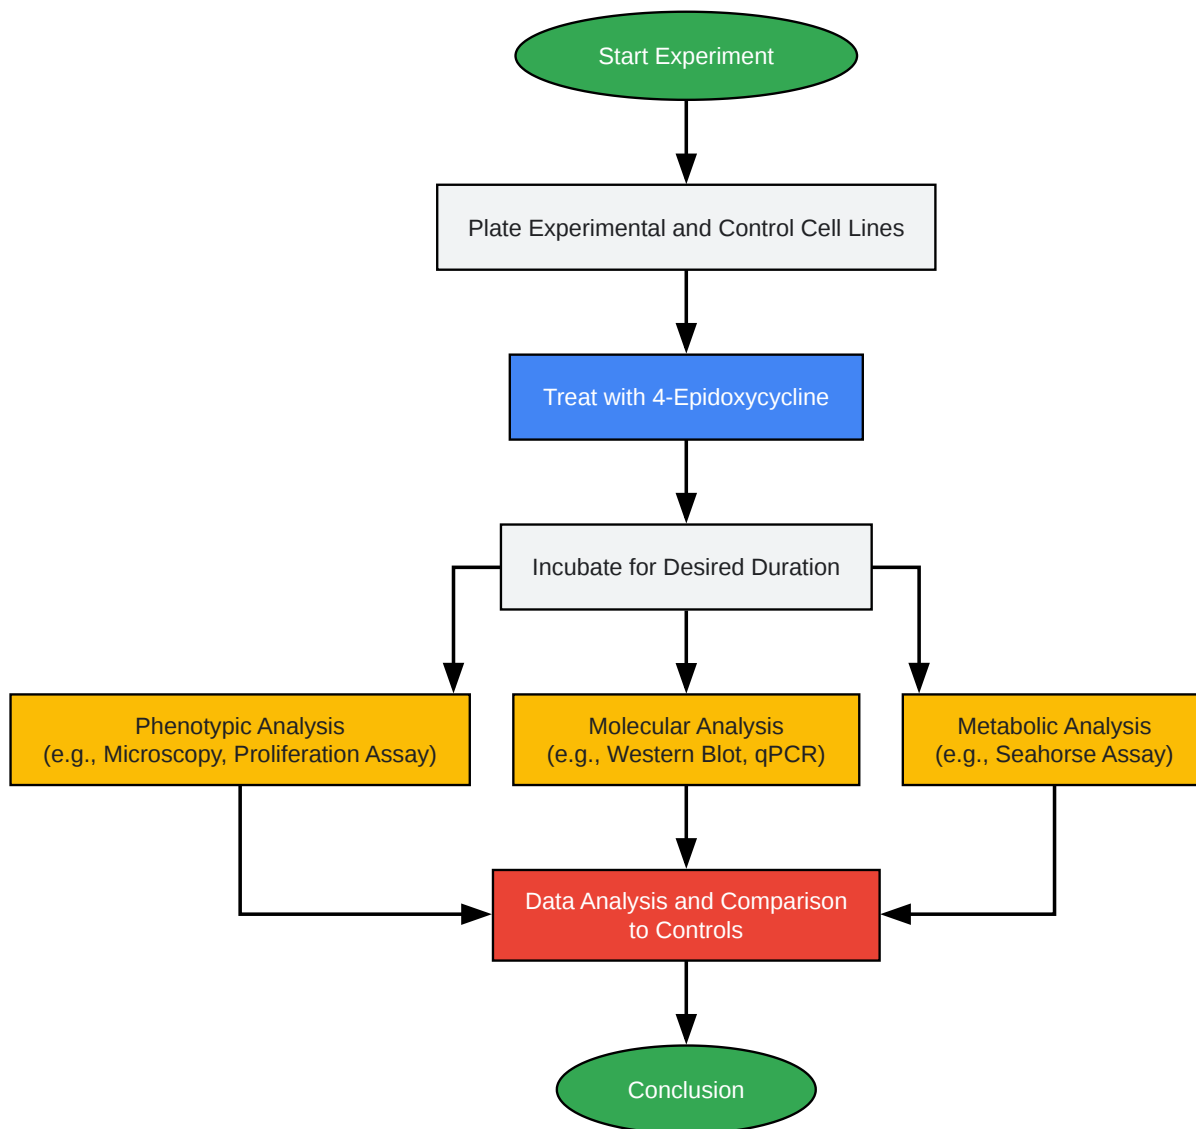 Start Experiment
Plate Experimental and Control Cell Lines
Treat with 4-Epidoxycycline
Incubate for Desired Duration
Phenotypic Analysis
(e.g., Microscopy, Proliferation Assay)
Molecular Analysis
(e.g., Western Blot, qPCR)
Metabolic Analysis
(e.g., Seahorse Assay)
Data Analysis and Comparison
to Controls
Conclusion